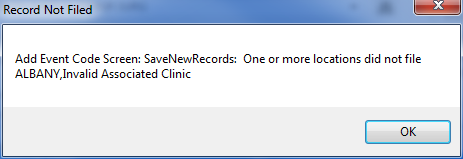 Record Not Filed
Add Event Code Screen: SaveNewRecords:  One or more locations did not file
ALBANY,Invalid Associated Clinic
OK